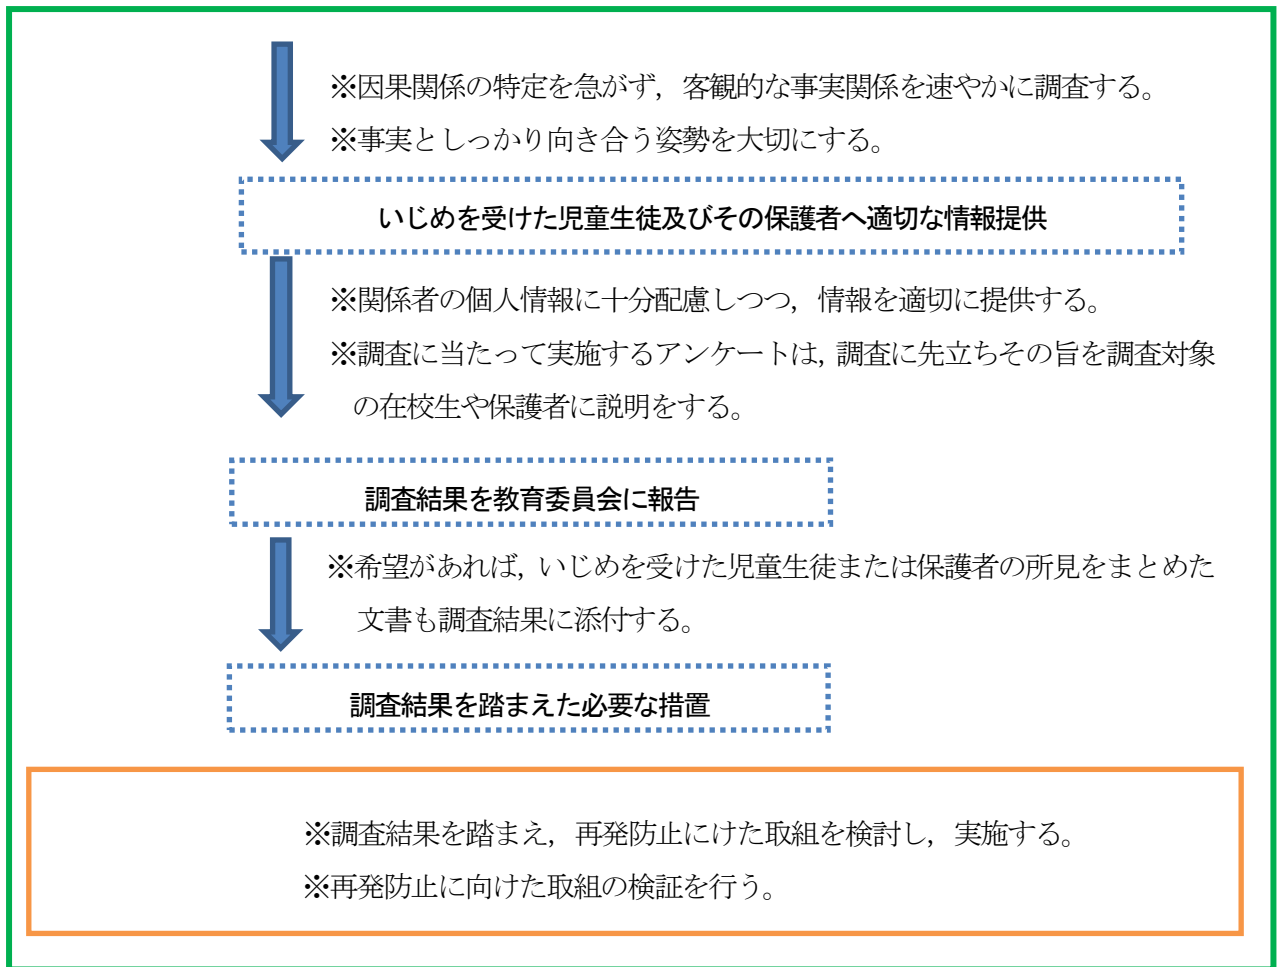 ※因果関係の特定を急がず，客観的な事実関係を速やかに調査する。
※事実としっかり向き合う姿勢を大切にする。
いじめを受けた児童生徒及びその保護者へ適切な情報提供
※関係者の個人情報に十分配慮しつつ，情報を適切に提供する。
※調査に当たって実施するアンケートは，調査に先立ちその旨を調査対象
の在校生や保護者に説明をする。
調査結果を教育委員会に報告
※希望があれば，いじめを受けた児童生徒または保護者の所見をまとめた
文書も調査結果に添付する。
調査結果を踏まえた必要な措置
※調査結果を踏まえ，再発防止にけた取組を検討し，実施する。
※再発防止に向けた取組の検証を行う。